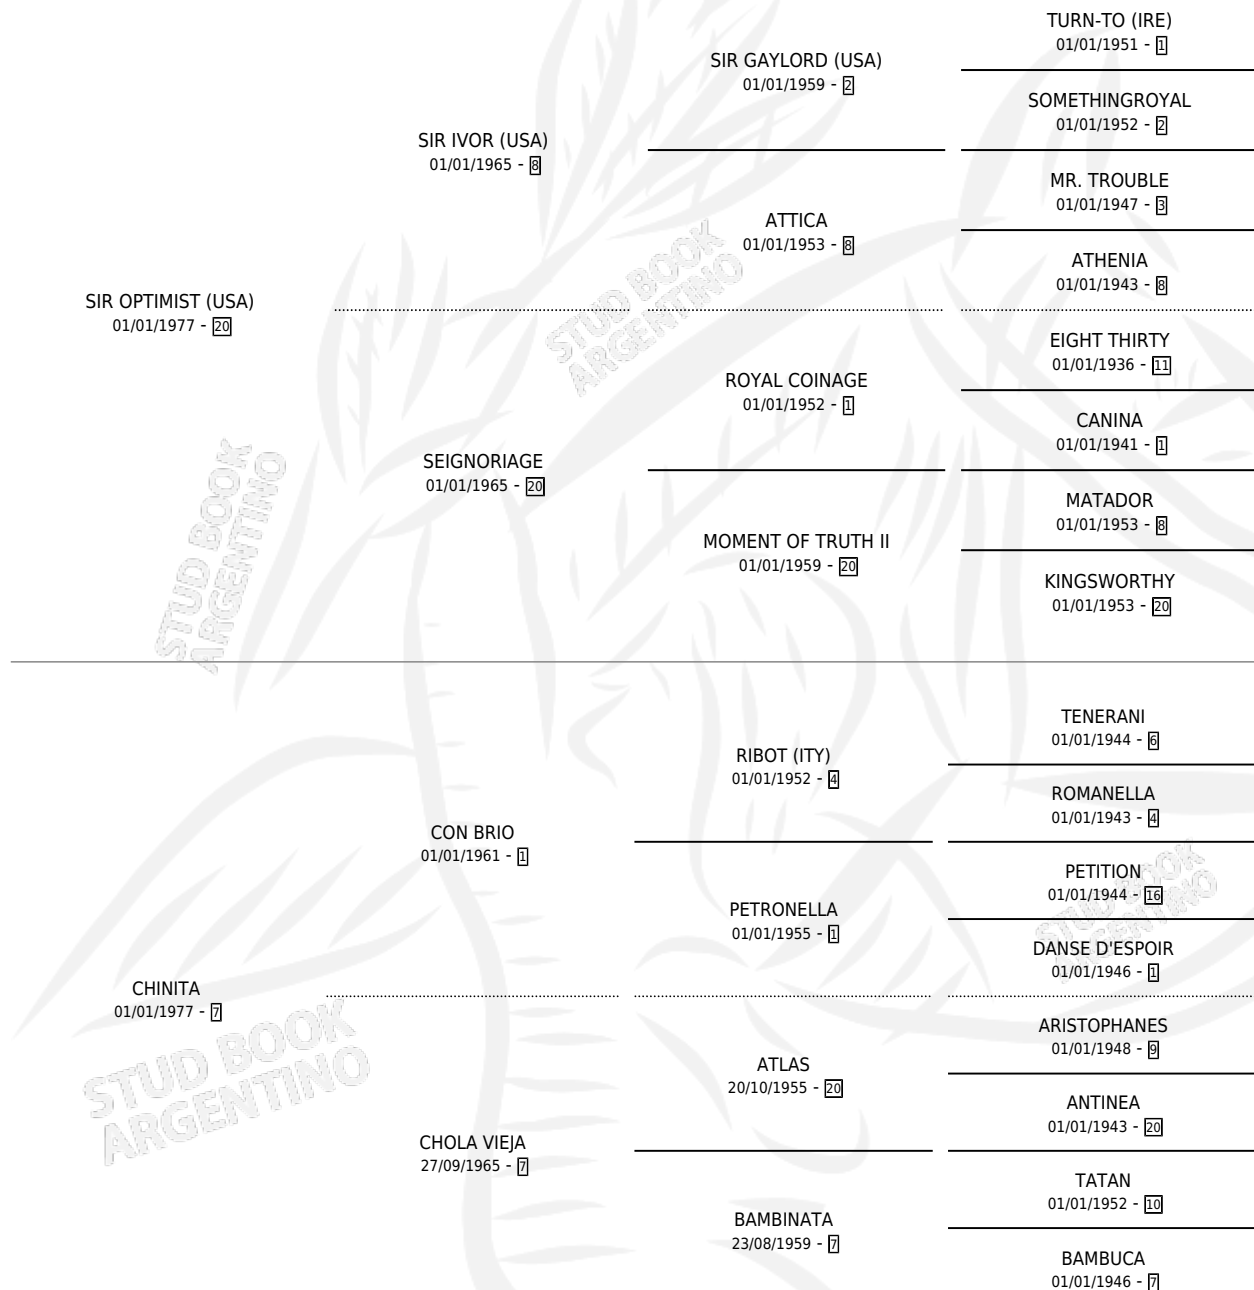 TURN-TO (IRE)
01/01/1951 - 1
SIR GAYLORD (USA)
01/01/1959 - 2
SOMETHINGROYAL
01/01/1952 - 2
SIR IVOR (USA)
01/01/1965 - 8
MR. TROUBLE
01/01/1947 - 3
ATTICA
01/01/1953 - 8
ATHENIA
01/01/1943 - 8
SIR OPTIMIST (USA)
01/01/1977 - 20
EIGHT THIRTY
01/01/1936 - 11
ROYAL COINAGE
01/01/1952 - 1
CANINA
01/01/1941 - 1
SEIGNORIAGE
01/01/1965 - 20
MATADOR
01/01/1953 - 8
MOMENT OF TRUTH II
01/01/1959 - 20
KINGSWORTHY
01/01/1953 - 20
TENERANI
01/01/1944 - 6
RIBOT (ITY)
01/01/1952 - 4
ROMANELLA
01/01/1943 - 4
CON BRIO
01/01/1961 - 1
PETITION
01/01/1944 - 16
PETRONELLA
01/01/1955 - 1
DANSE D'ESPOIR
01/01/1946 - 1
CHINITA
01/01/1977 - 7
ARISTOPHANES
01/01/1948 - 9
ATLAS
20/10/1955 - 20
ANTINEA
01/01/1943 - 20
CHOLA VIEJA
27/09/1965 - 7
TATAN
01/01/1952 - 10
BAMBINATA
23/08/1959 - 7
BAMBUCA
01/01/1946 - 7
STUD BOOK
ARGENTINO
STUD BOOK
ARGENTINO
STUD BOOK
ARGENTINO
STUD BOOK
ARGENTINO